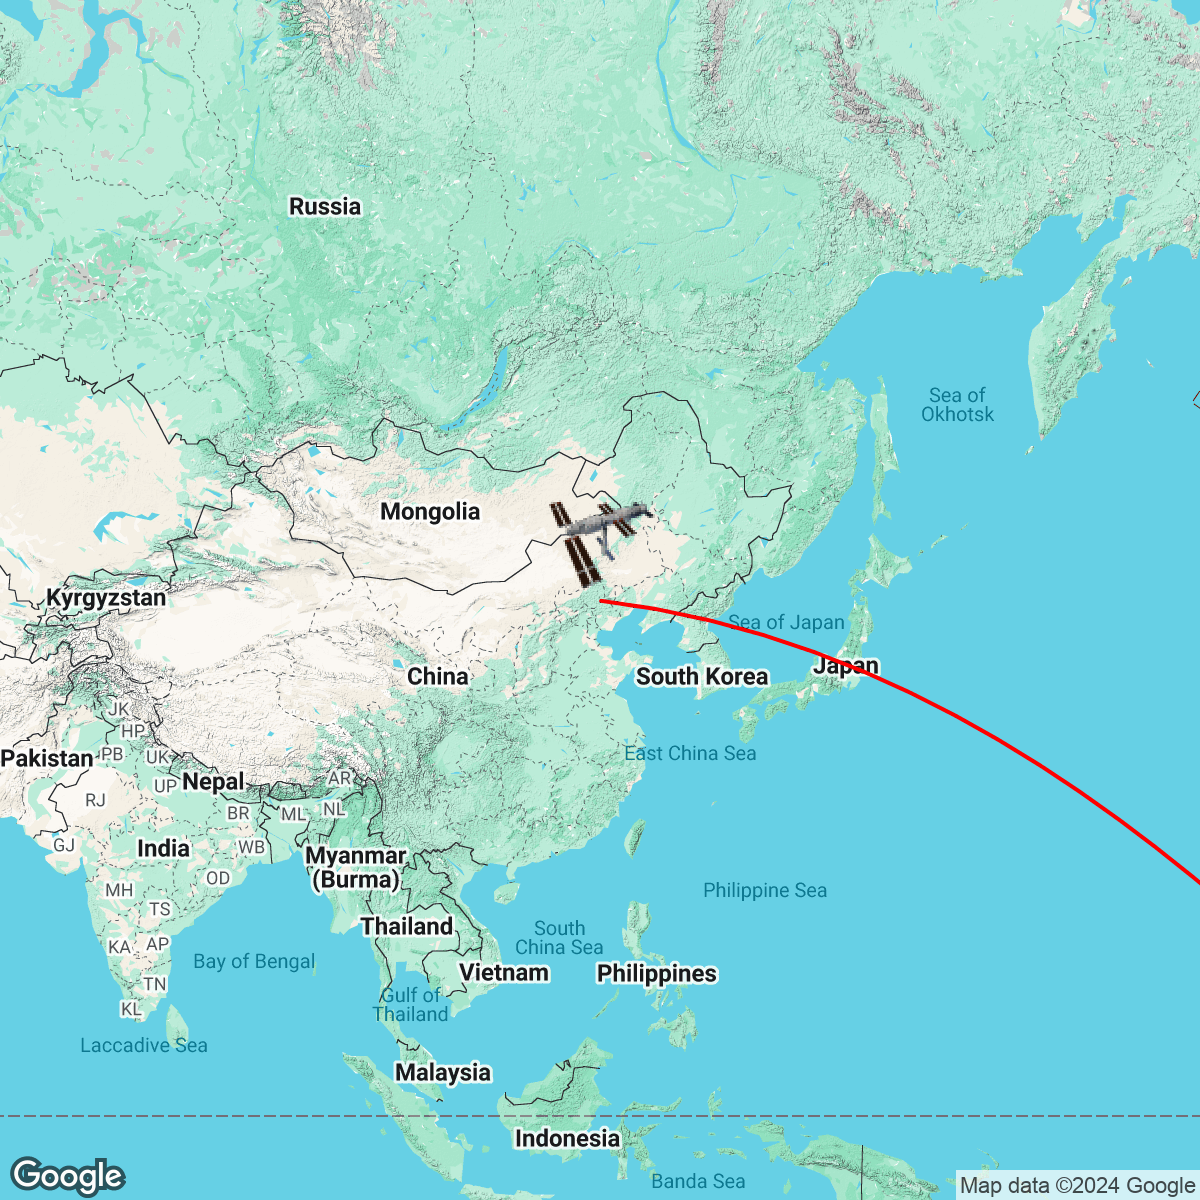 Russia
Sea of
Okhotsk
Mongolia
Kyrgyzstan
Sea of Japan
Japan
China
South Korea
JK
HP
PB
UK
Pakistan
East China Sea
Nepal
AR
UP
RJ
BR
ML
NL
GJ
India
WB
Myanmar
(Burma)
OD
MH
Philippine Sea
TS
Thailand
South
China Sea
KA
AP
Bay of Bengal
Vietnam
Philippines
TN
Gulf of
Thailand
KL
Laccadive Sea
Malaysia
Indonesia
Banda Sea
Google
Map data ©2024 Google